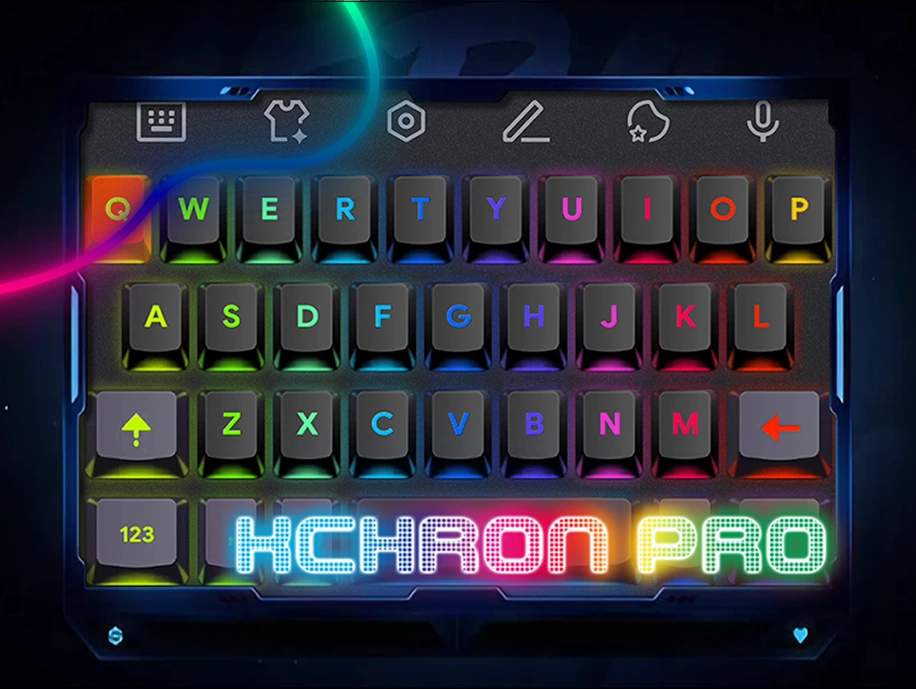 Q W E R T Y U I O P
A S D F G H J K L
Z X C V B N M
123
KCHRON PRO